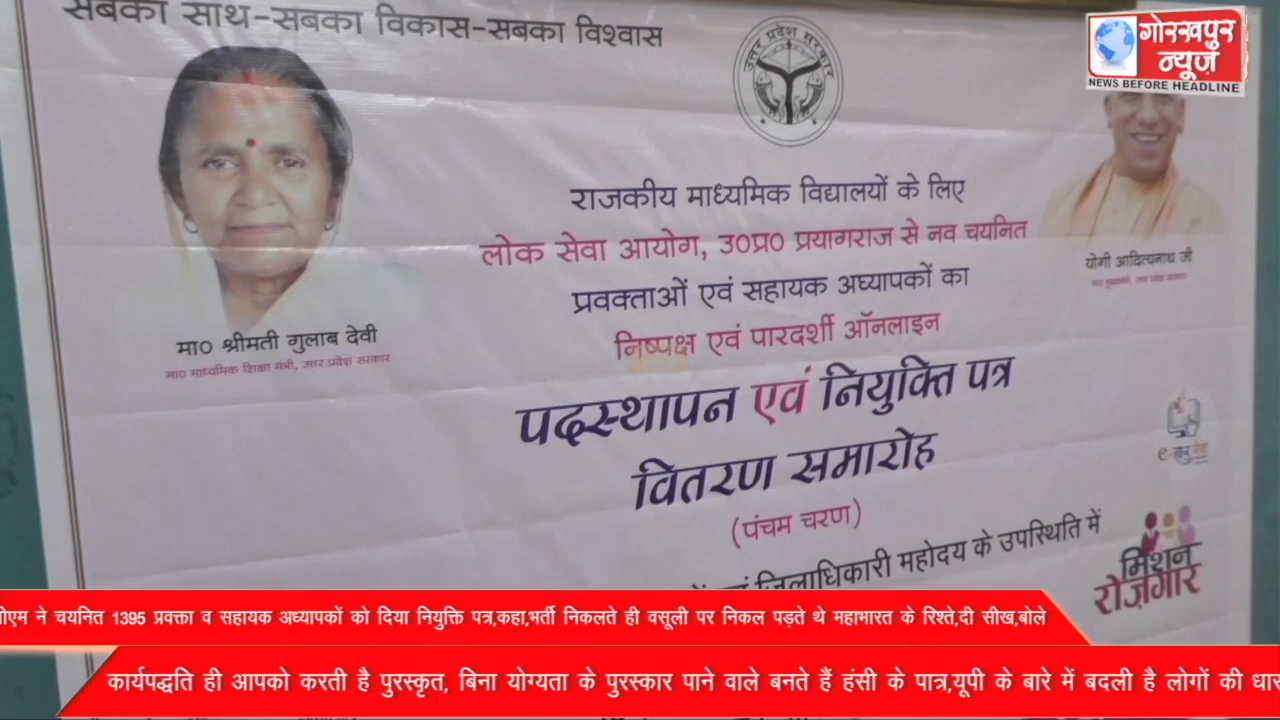 सबका साथ-सबका विकास-सबका विश्वास
उत्तर प्रदेश सरकार
गोरखपुर
न्यूज़
NEWS BEFORE HEADLINE
राजकीय माध्यमिक विद्यालयों के लिए
लोक सेवा आयोग, उ0प्र0 प्रयागराज से नव चयनित
प्रवक्ताओं एवं सहायक अध्यापकों का
निष्पक्ष एवं पारदर्शी ऑनलाइन
पदस्थापन एवं नियुक्ति पत्र
वितरण समारोह
(पंचम चरण)
जिलाधिकारी महोदय के उपस्थिति में
मा0 श्रीमती गुलाब देवी
मा0 माध्यमिक शिक्षा मंत्री, उत्तर प्रदेश सरकार
योगी आदित्यनाथ जी
मिशन
रोज़गार
ने चयनित 1395 प्रवक्ता व सहायक अध्यापकों को दिया नियुक्ति पत्र,कहा,भर्ती निकलते ही वसूली पर निकल पड़ते थे महाभारत के रिश्ते,दी सीख,बोले
कार्यपद्धति ही आपको करती है पुरस्कृत, बिना योग्यता के पुरस्कार पाने वाले बनते हैं हंसी के पात्र,यूपी के बारे में बदली है लोगों की